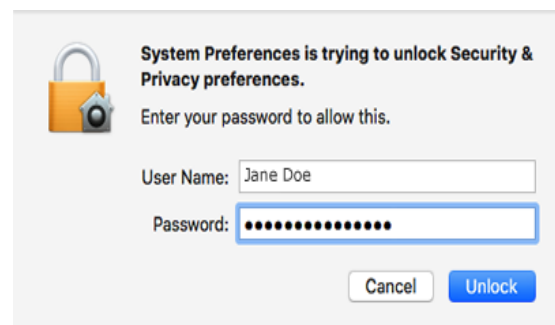 System Preferences is trying to unlock Security &
Privacy preferences.
Enter your password to allow this.
User Name: Jane Doe
Password: •••••••••••••••
Cancel Unlock